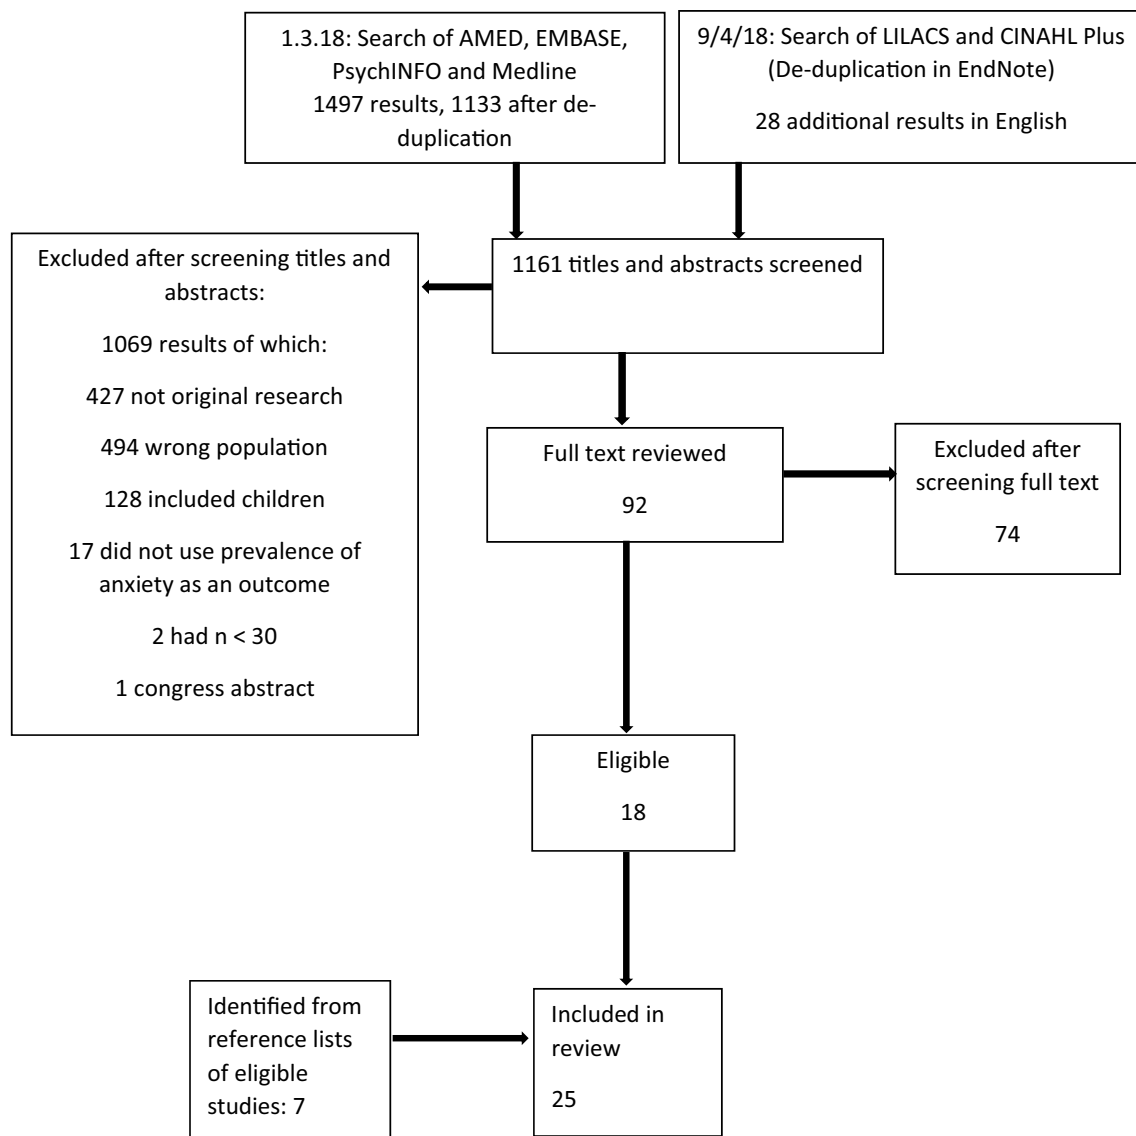 1.3.18: Search of AMED, EMBASE,
PsychINFO and Medline
1497 results, 1133 after de-
duplication
9/4/18: Search of LILACS and CINAHL Plus
(De-duplication in EndNote)
28 additional results in English
1161 titles and abstracts screened
Excluded after screening titles and
abstracts:
1069 results of which:
427 not original research
494 wrong population
128 included children
17 did not use prevalence of
anxiety as an outcome
2 had n < 30
1 congress abstract
Full text reviewed
92
Excluded after
screening full text
74
Eligible
18
Identified from
reference lists
of eligible
studies: 7
Included in
review
25